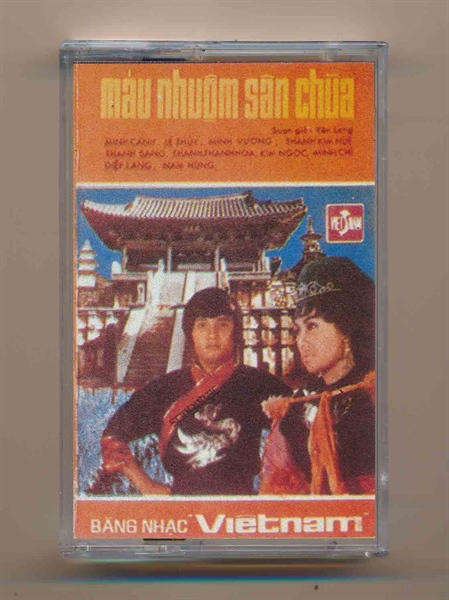 máu nhuộm sân chùa
Soạn giả: Yên Lang
MINH CẢNH, LỆ THỦY, MINH VƯƠNG, THANH KIM HUỆ
THANH SANG, THANH THANH HOA, KIM NGỌC, MINH CHÍ
DIỆP LANG, NAM HÙNG
VIETNAM
BĂNG NHẠC "Việtnam"